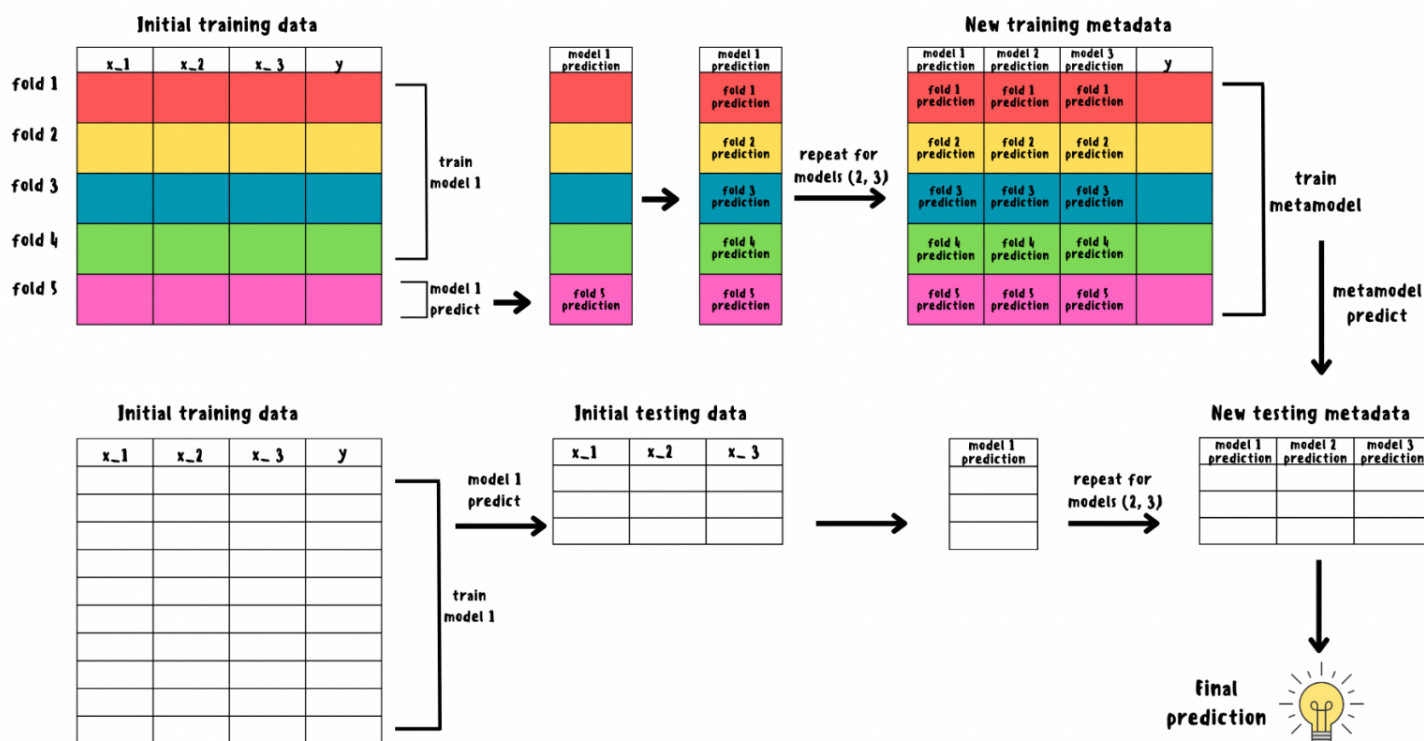 Initial training data
x_1 x_2 x_3 y
fold 1
fold 2
fold 3
fold 4
fold 5
train
model 1
model 1
predict
model 1
prediction
fold 5
prediction
model 1
prediction
fold 1
prediction
fold 2
prediction
fold 3
prediction
fold 4
prediction
fold 5
prediction
repeat for
models (2, 3)
New training metadata
model 1 model 2 model 3 y
prediction prediction prediction
fold 1 fold 1 fold 1
prediction prediction prediction
fold 2 fold 2 fold 2
prediction prediction prediction
fold 3 fold 3 fold 3
prediction prediction prediction
fold 4 fold 4 fold 4
prediction prediction prediction
fold 5 fold 5 fold 5
prediction prediction prediction
train
metamodel
metamodel
predict
Initial training data
x_1 x_2 x_3 y
train
model 1
model 1
predict
Initial testing data
x_1 x_2 x_3
model 1
prediction
repeat for
models (2, 3)
New testing metadata
model 1 model 2 model 3
prediction prediction prediction
Final
prediction